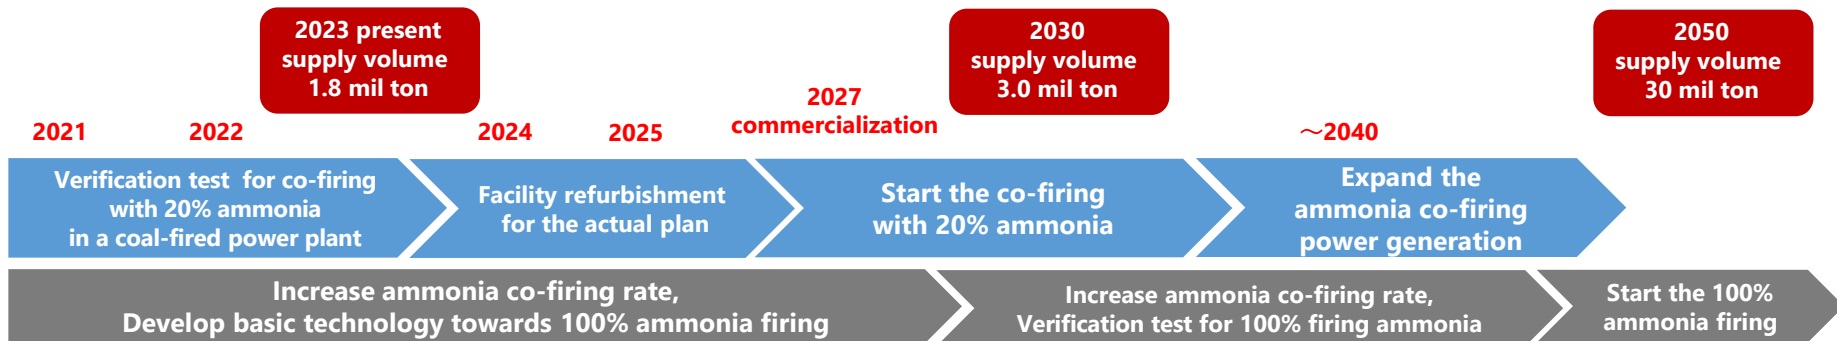 2023 present
supply volume
1.8 mil ton
2030
supply volume
3.0 mil ton
2050
supply volume
30 mil ton
2021
2022
2024
2025
2027
commercialization
～2040
Verification test for co-firing
with 20% ammonia
in a coal-fired power plant
Facility refurbishment
for the actual plan
Start the co-firing
with 20% ammonia
Expand the
ammonia co-firing
power generation
Increase ammonia co-firing rate,
Develop basic technology towards 100% ammonia firing
Increase ammonia co-firing rate,
Verification test for 100% firing ammonia
Start the 100%
ammonia firing